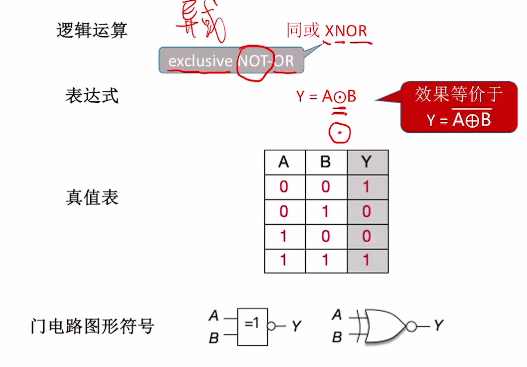 异或
逻辑运算
同或 XNOR
exclusive NOT-OR
表达式
Y = A⊙B
⊙
效果等价于
Y = \overline{A⊕B}
真值表
A B Y
0 0 1
0 1 0
1 0 0
1 1 1
门电路图形符号
A
B
=1
Y
A
B
Y